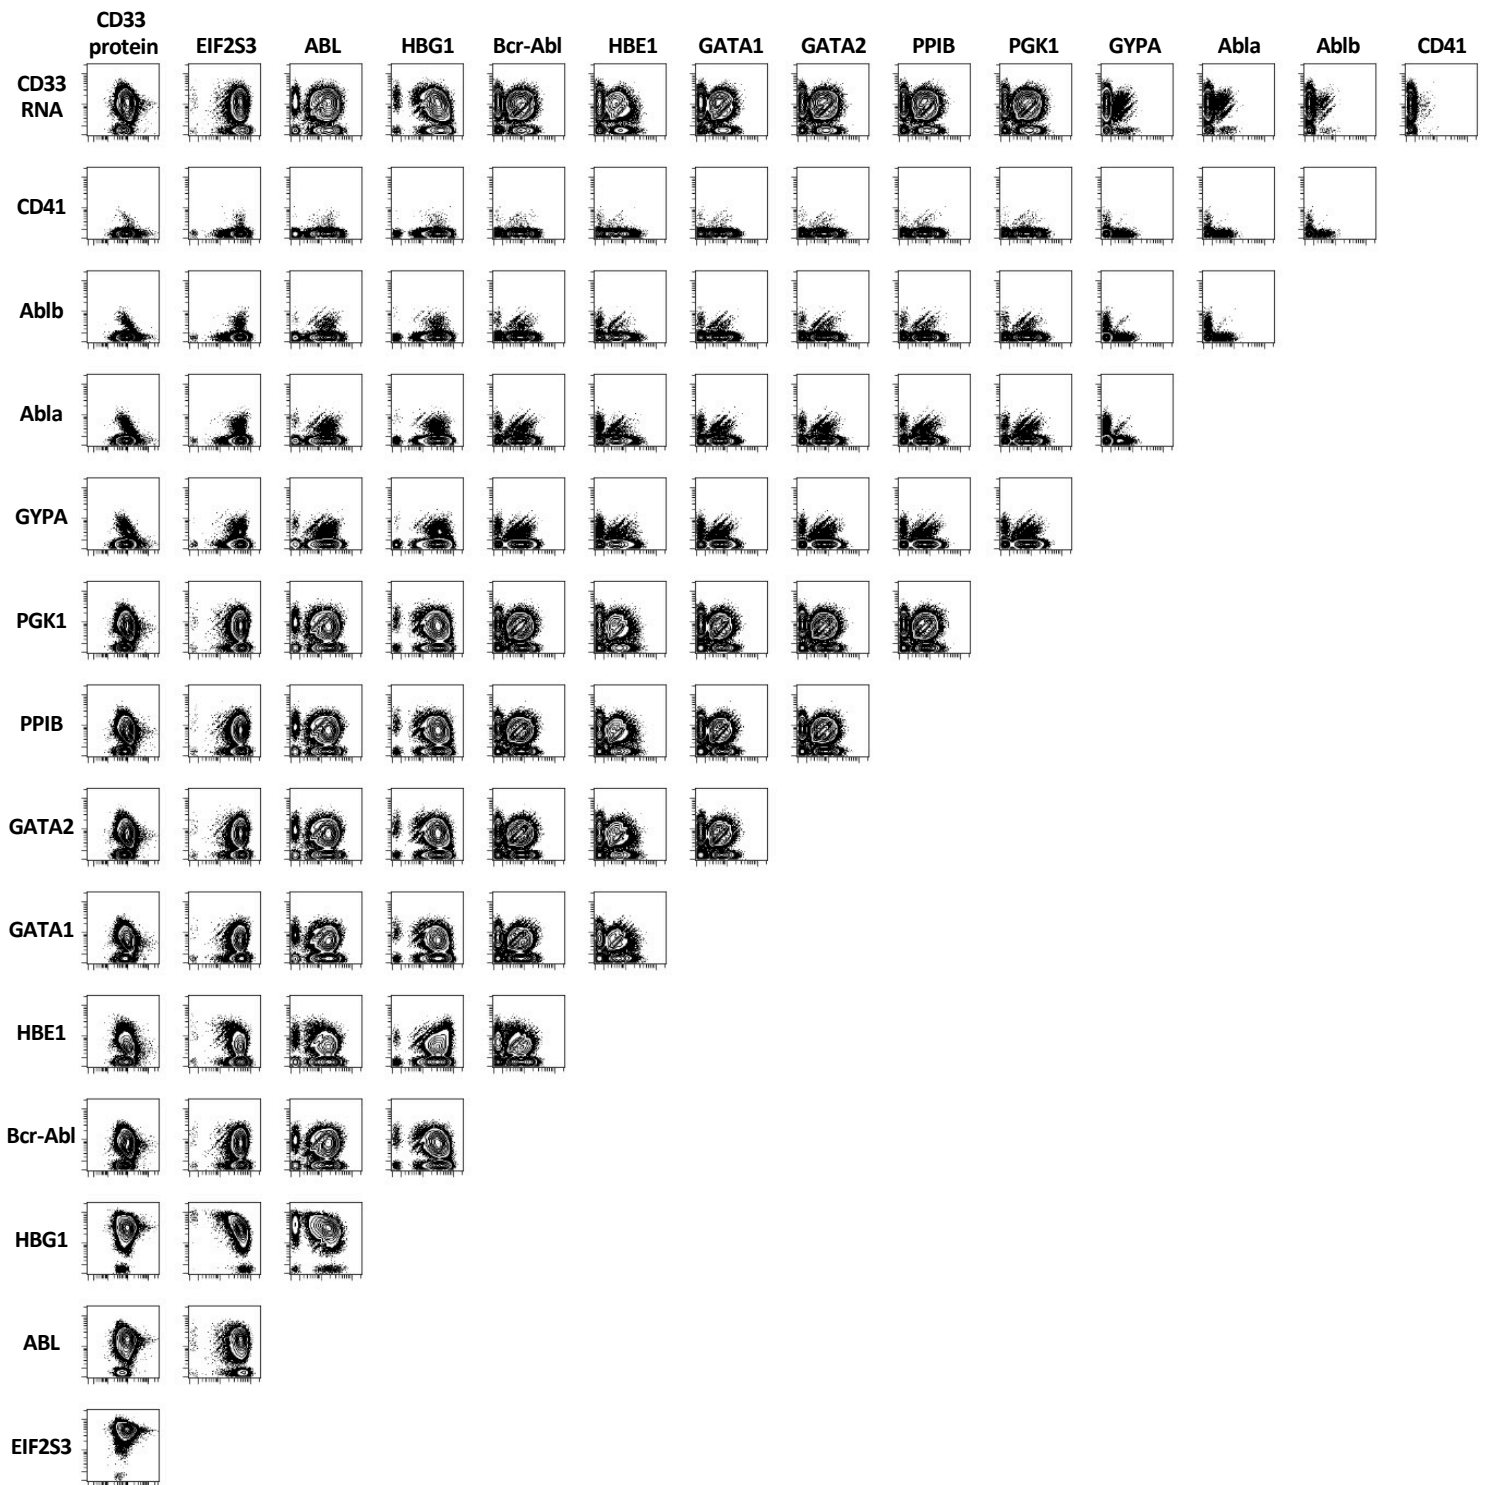 CD33
protein EIF2S3 ABL HBG1 Bcr-Abl HBE1 GATA1 GATA2 PPIB PGK1 GYPA Abla Ablb CD41
CD33
RNA
CD41
Ablb
Abla
GYPA
PGK1
PPIB
GATA2
GATA1
HBE1
Bcr-Abl
HBG1
ABL
EIF2S3